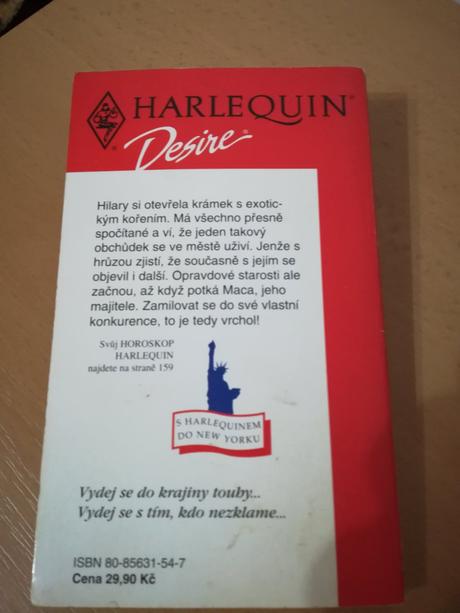 HARLEQUIN®
Desire®
Hilary si otevřela krámek s exotic-
kým kořením. Má všechno přesně
spočítané a ví, že jeden takový
obchůdek se ve městě uživí. Jenže s
hrůzou zjistí, že současně s jejím se
objevil i další. Opravdové starosti ale
začnou, až když potká Maca, jeho
majitele. Zamilovat se do své vlastní
konkurence, to je tedy vrchol!
Svůj HOROSKOP
HARLEQUIN
najdete na straně 159
S HARLEQUINEM
DO NEW YORKU
Vydej se do krajiny touhy...
Vydej se s tím, kdo nezklame...
ISBN 80-85631-54-7
Cena 29,90 Kč